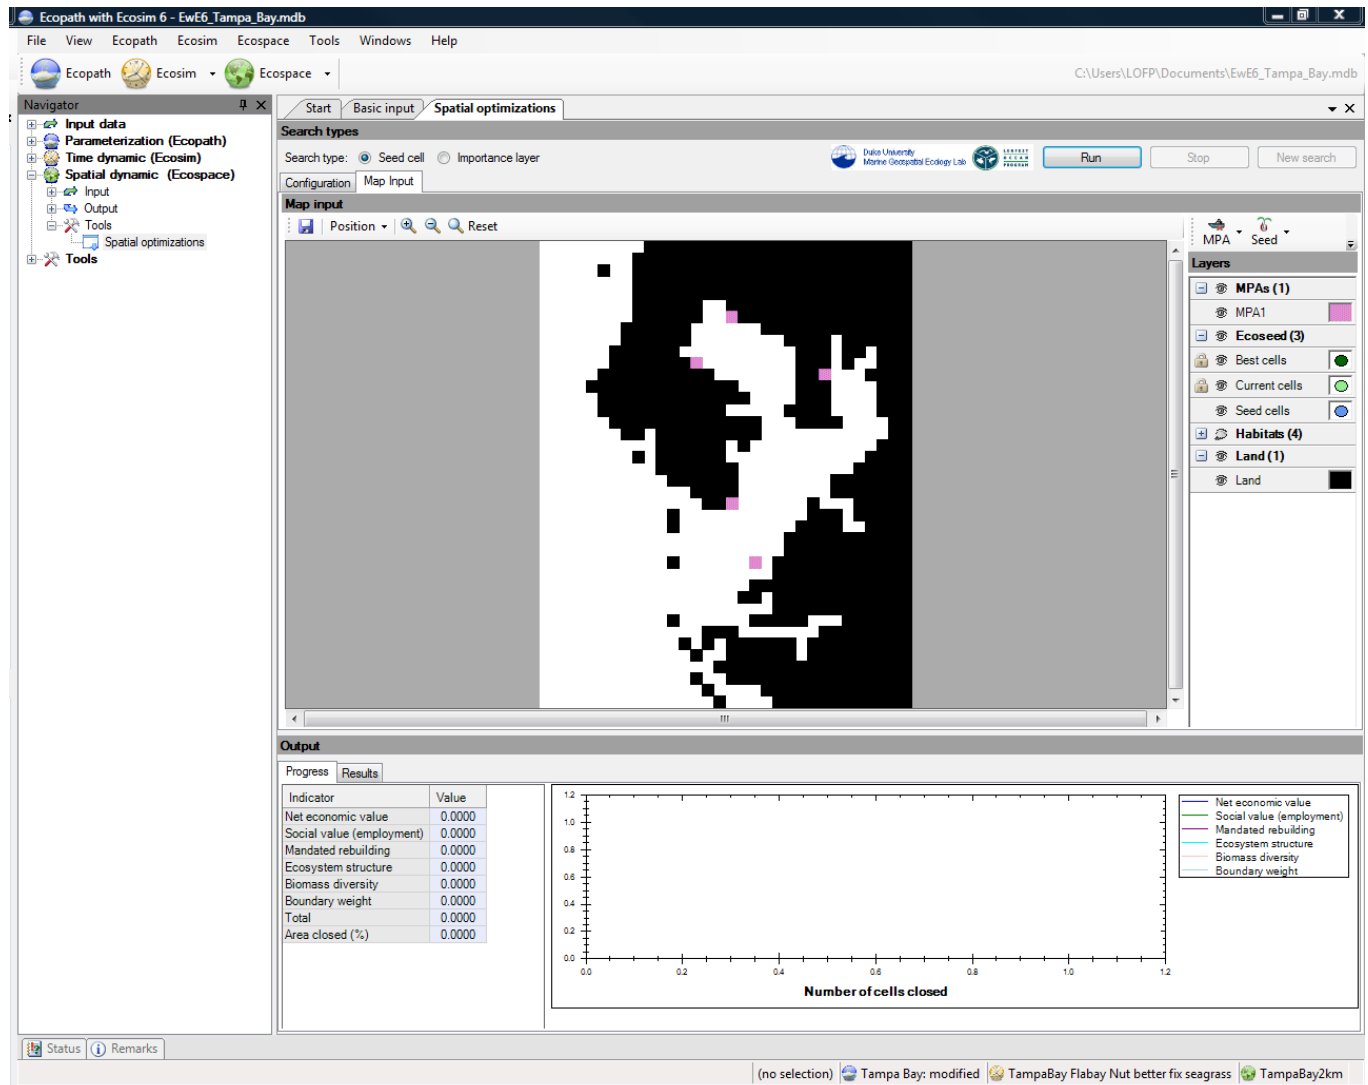 Ecopath with Ecosim 6 - EwE6_Tampa_Bay.mdb
File View Ecopath Ecosim Ecospace Tools Windows Help
Ecopath Ecosim Ecospace C:\Users\LOFP\Documents\EwE6_Tampa_Bay.mdb
Navigator
Input data
Parameterization (Ecopath)
Time dynamic (Ecosim)
Spatial dynamic (Ecospace)
Input
Output
Tools
Spatial optimizations
Tools
Start Basic input Spatial optimizations
Search types
Search type: Seed cell Importance layer
Duke University
Marine Geospatial Ecology Lab
LENFEST
OCEAN
PROGRAM
Run Stop New search
Configuration Map Input
Map input
Position Reset
MPA Seed
Layers
MPAs (1)
MPA1
Ecoseed (3)
Best cells
Current cells
Seed cells
Habitats (4)
Land (1)
Land
Output
Progress Results
Indicator Value
Net economic value 0.0000
Social value (employment) 0.0000
Mandated rebuilding 0.0000
Ecosystem structure 0.0000
Biomass diversity 0.0000
Boundary weight 0.0000
Total 0.0000
Area closed (%) 0.0000
1.2
1.0
0.8
0.6
0.4
0.2
0.0
0.0 0.2 0.4 0.6 0.8 1.0 1.2
Number of cells closed
Net economic value
Social value (employment)
Mandated rebuilding
Ecosystem structure
Biomass diversity
Boundary weight
Status Remarks
(no selection) Tampa Bay: modified TampaBay Flabay Nut better fix seagrass TampaBay2km